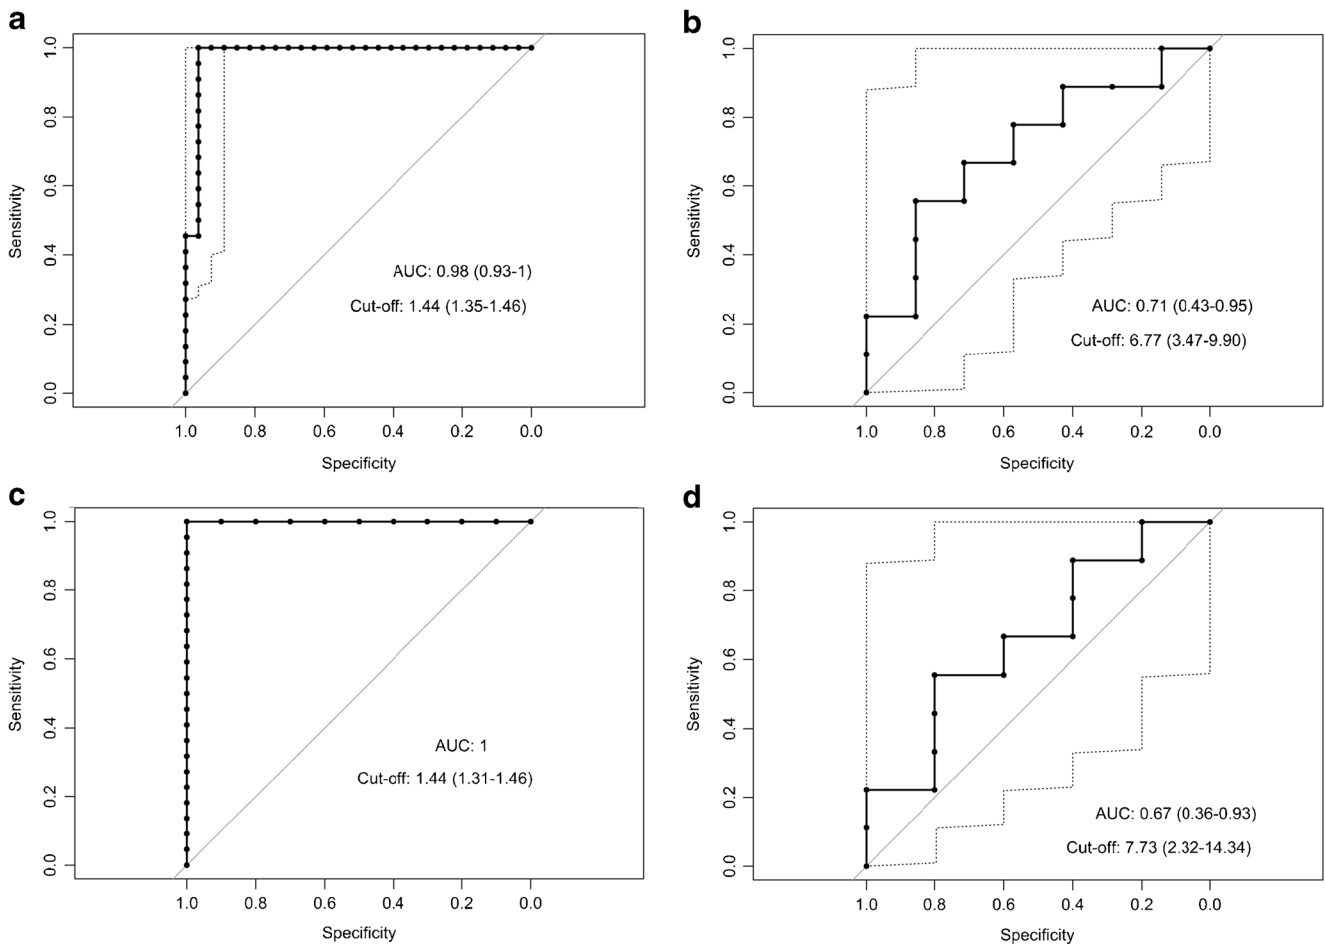 a
1.0
0.8
0.6
0.4
0.2
0.0
Sensitivity
AUC: 0.98 (0.93-1)
Cut-off: 1.44 (1.35-1.46)
1.0 0.8 0.6 0.4 0.2 0.0
Specificity
b
1.0
0.8
0.6
0.4
0.2
0.0
Sensitivity
AUC: 0.71 (0.43-0.95)
Cut-off: 6.77 (3.47-9.90)
1.0 0.8 0.6 0.4 0.2 0.0
Specificity
c
1.0
0.8
0.6
0.4
0.2
0.0
Sensitivity
AUC: 1
Cut-off: 1.44 (1.31-1.46)
1.0 0.8 0.6 0.4 0.2 0.0
Specificity
d
1.0
0.8
0.6
0.4
0.2
0.0
Sensitivity
AUC: 0.67 (0.36-0.93)
Cut-off: 7.73 (2.32-14.34)
1.0 0.8 0.6 0.4 0.2 0.0
Specificity